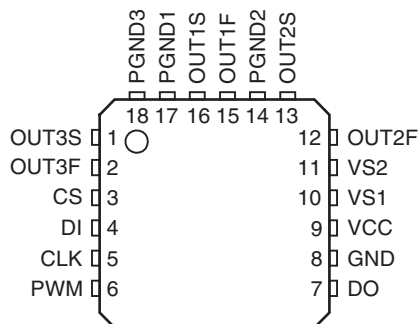 PGND3
PGND1
OUT1S
OUT1F
PGND2
OUT2S
18 17 16 15 14 13
OUT3S 1 12 OUT2F
OUT3F 2 11 VS2
CS 3 10 VS1
DI 4 9 VCC
CLK 5 8 GND
PWM 6 7 DO